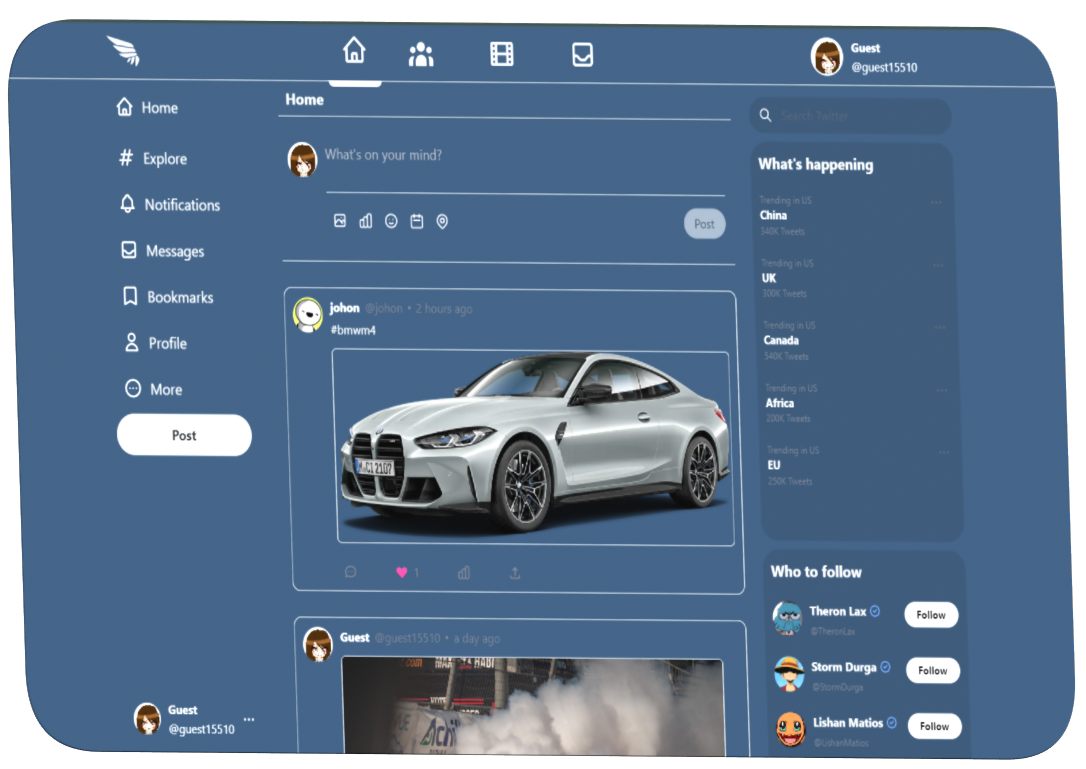 Guest
@guest15510
Home
Explore
Notifications
Messages
Bookmarks
Profile
More
Post
Guest
@guest15510
Home
What's on your mind?
Post
johon @johon • 2 hours ago
#bmwm4
M CI 2107
1
Guest @guest15510 • a day ago
.com
Achil
Search Twitter
What's happening
Trending in US
China
340K Tweets
Trending in US
UK
300K Tweets
Trending in US
Canada
540K Tweets
Trending in US
Africa
200K Tweets
Trending in US
EU
250K Tweets
Who to follow
Theron Lax
@TheronLax
Follow
Storm Durga
@StormDurga
Follow
Lishan Matios
@LishanMatios
Follow